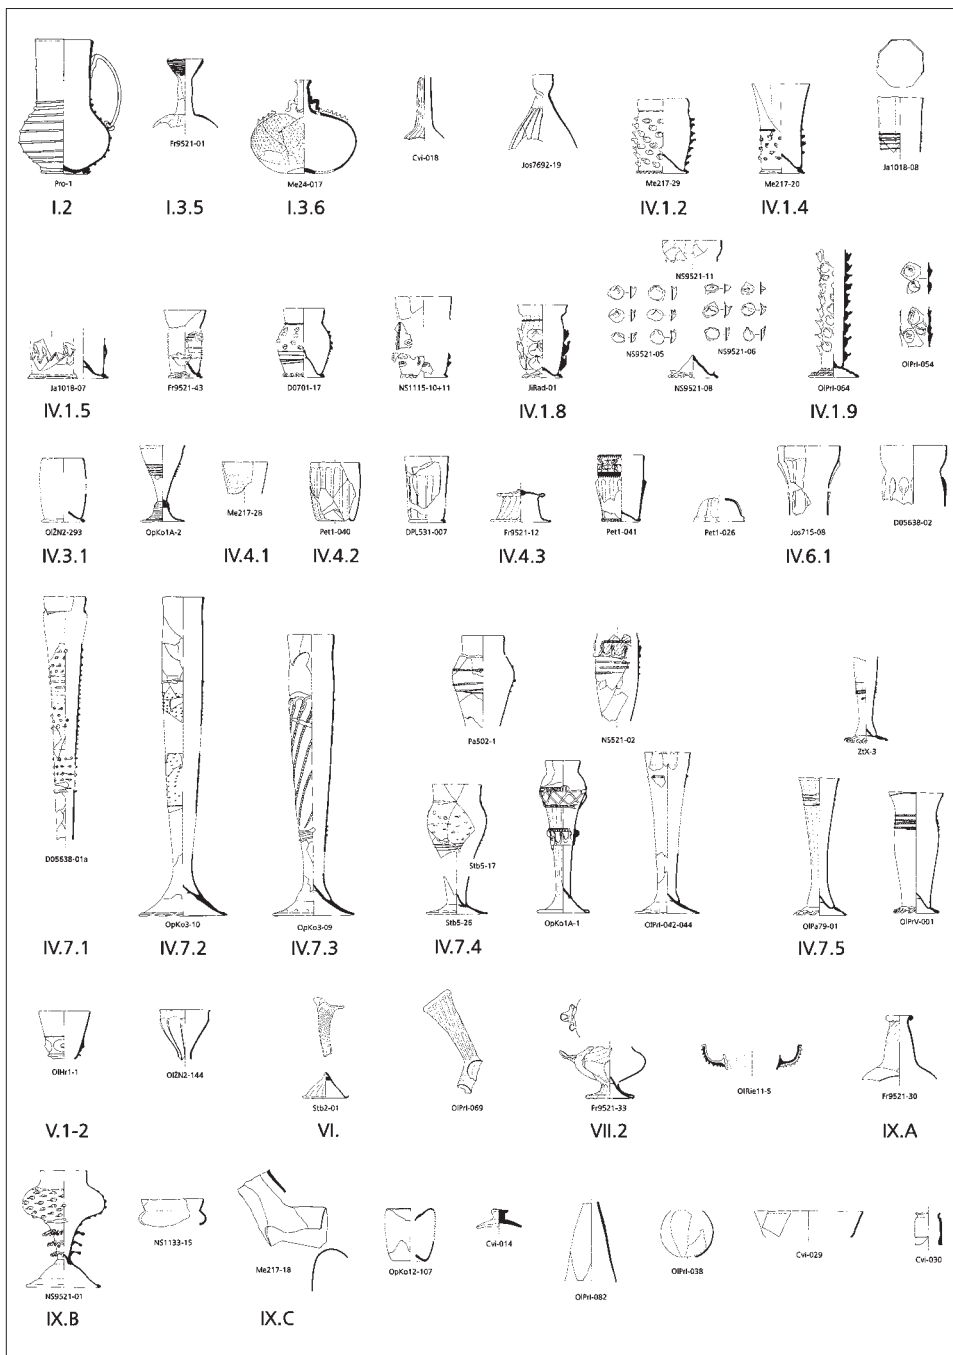 Pro-1
Fr9521-01
Me24-017
Cvi-018
Jos7692-19
Me217-29
Me217-20
Ja1018-08
I.2
I.3.5
I.3.6
IV.1.2
IV.1.4
NS9521-11
NS9521-05
NS9521-06
OlPrI-054
Ja1018-07
Fr9521-43
D0701-17
NS1115-10+11
JiRad-01
NS9521-08
OlPrI-064
IV.1.5
IV.1.8
IV.1.9
OlŽN2-293
OpKo1A-2
Me217-28
Pet1-040
DPL531-007
Fr9521-12
Pet1-041
Pet1-026
Jos715-08
D05638-02
IV.3.1
IV.4.1
IV.4.2
IV.4.3
IV.6.1
Pa502-1
NS521-02
ZtX-3
D05638-01a
Stb5-17
OpKo3-10
OpKo3-09
Stb5-26
OpKo1A-1
OlPrI-042-044
OlPa79-01
OlPrV-001
IV.7.1
IV.7.2
IV.7.3
IV.7.4
IV.7.5
OlHr1-1
OlŽN2-144
Stb2-01
OlPrI-069
Fr9521-33
OlRie11-5
Fr9521-30
V.1-2
VI.
VII.2
IX.A
NS9521-01
NS1133-15
Me217-18
OpKo12-107
Cvi-014
OlPrI-082
OlPrI-038
Cvi-029
Cvi-030
IX.B
IX.C